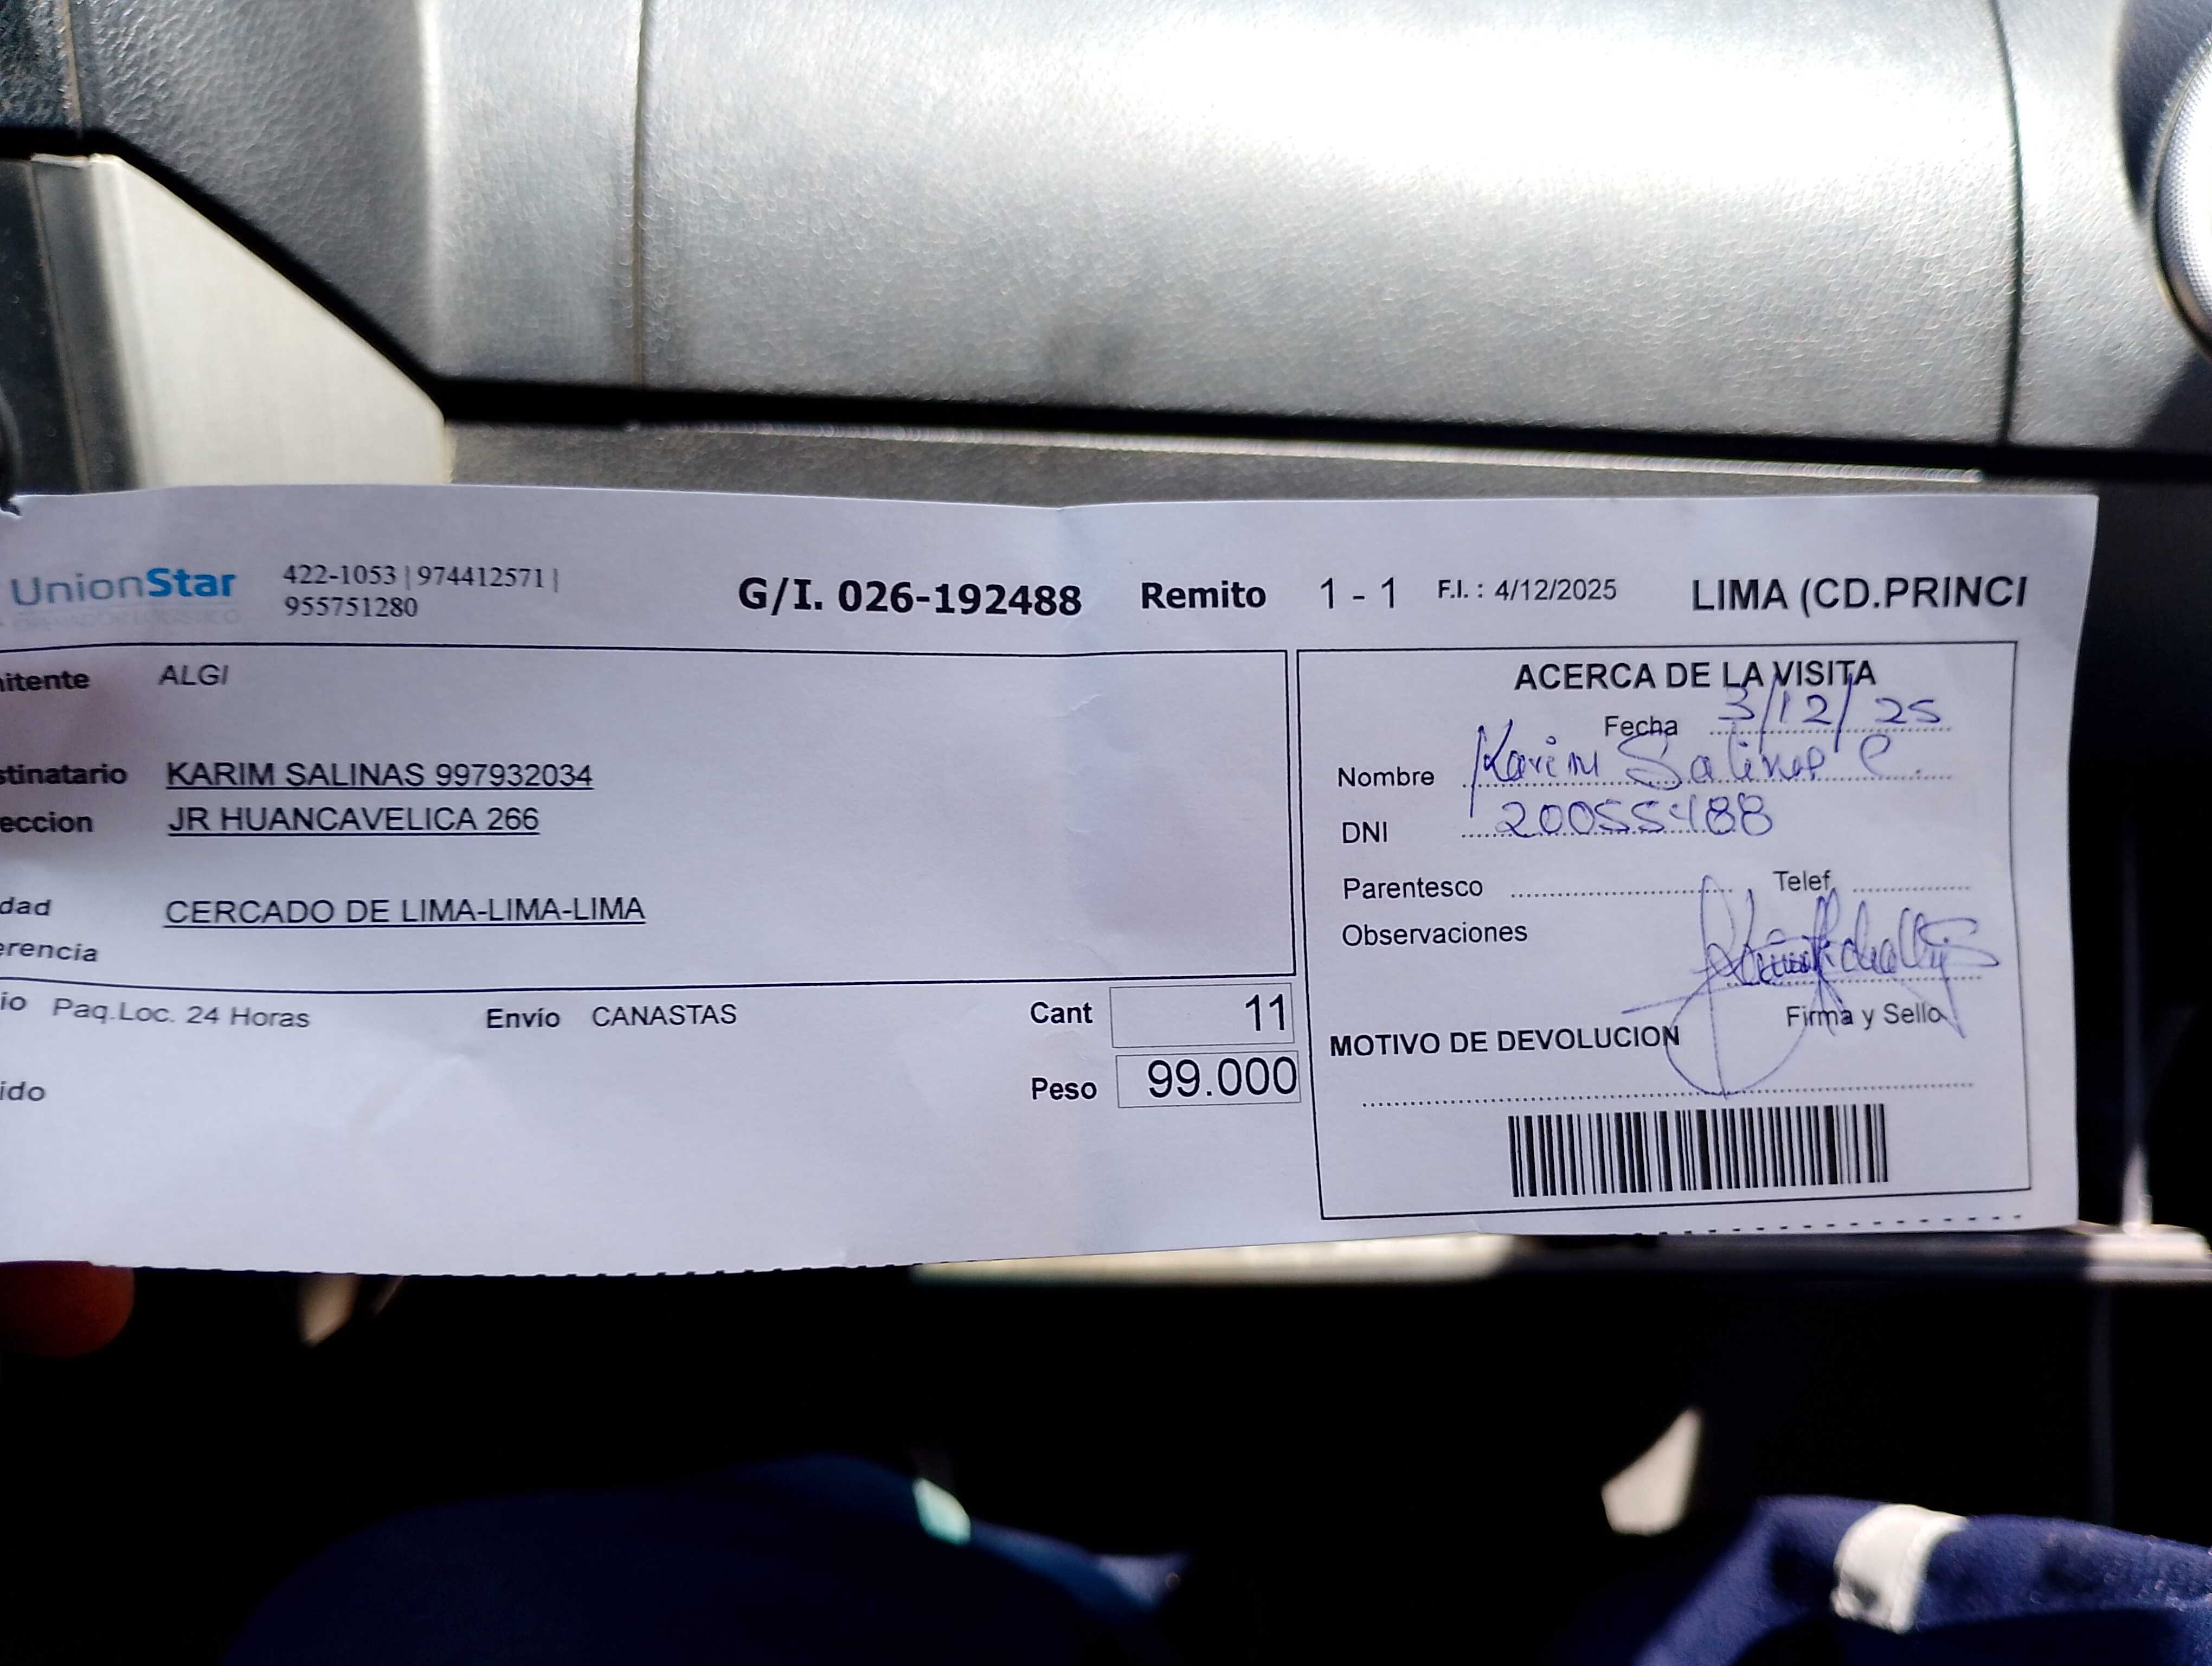 UnionStar
422-1053 | 974412571 |
955751280
G/I. 026-192488 Remito 1 - 1 F.I. : 4/12/2025 LIMA (CD.PRINCI
itente ALGI
stinatario KARIM SALINAS 997932034
eccion JR HUANCAVELICA 266
dad CERCADO DE LIMA-LIMA-LIMA
erencia
io Paq.Loc. 24 Horas Envío CANASTAS Cant 11
ido Peso 99.000
ACERCA DE LA VISITA
Fecha 3/12/25
Nombre Karim Salinas C.
DNI 20055488
Parentesco Telef.
Observaciones
Firma y Sello
MOTIVO DE DEVOLUCION